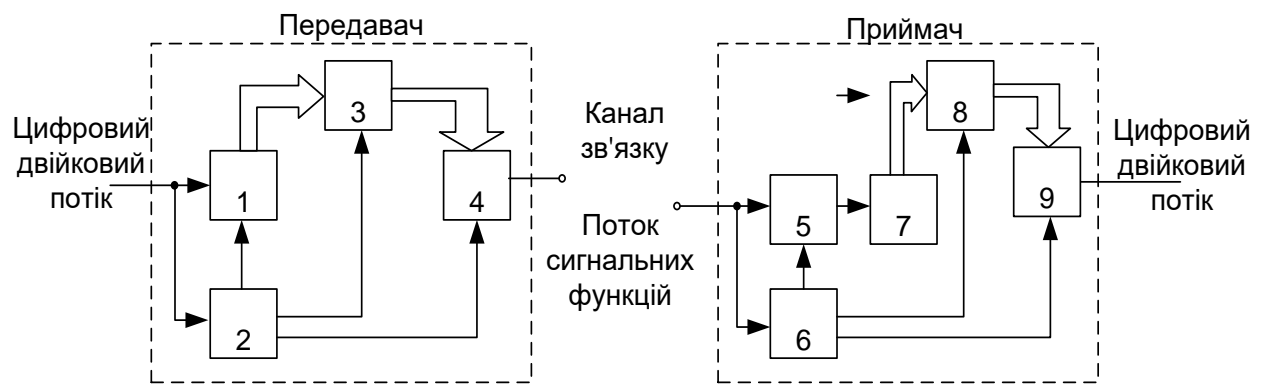 Передавач
Приймач
Цифровий
двійковий
потік
1
2
3
4
Канал
зв'язку
Поток
сигнальних
функцій
5
6
7
8
9
Цифровий
двійковий
потік